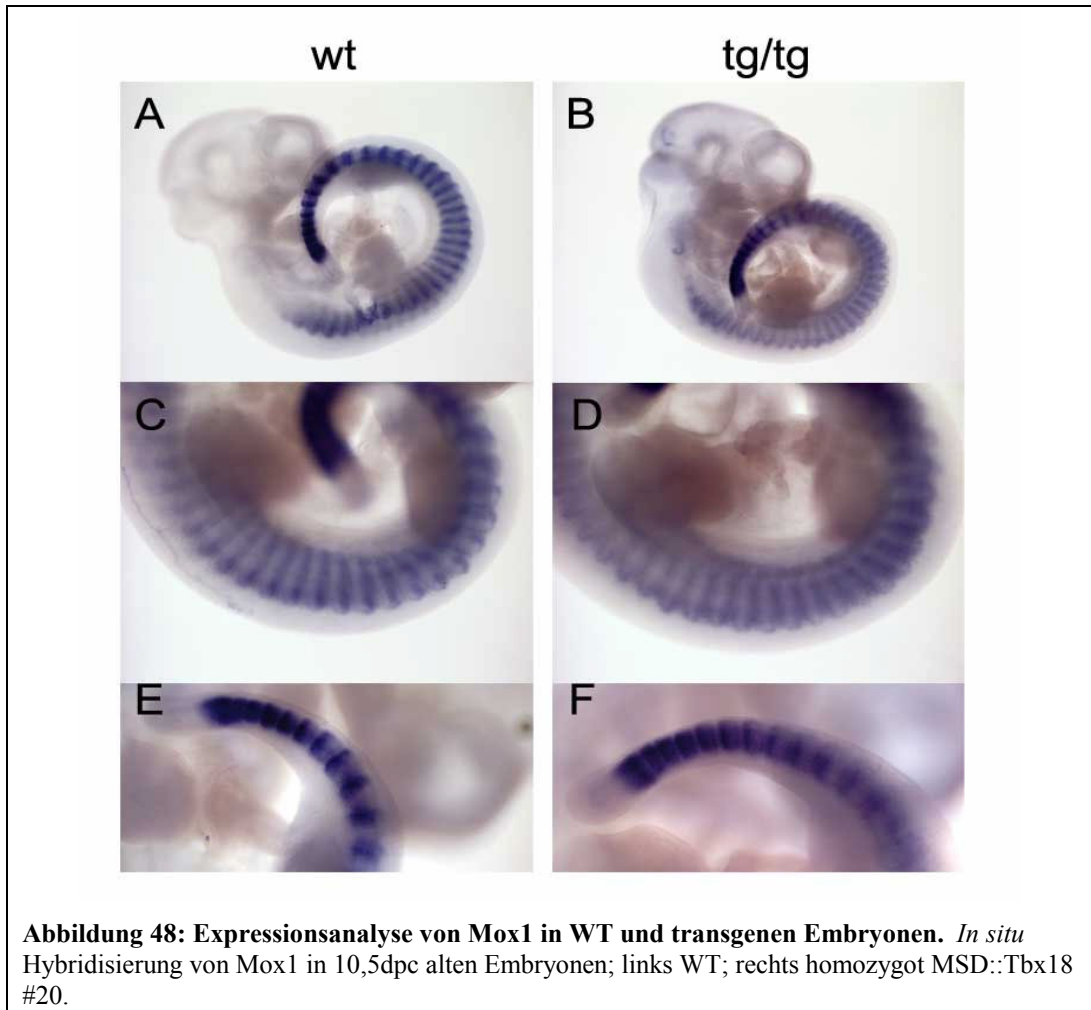 wt
tg/tg
A
B
C
D
E
F
Abbildung 48: Expressionsanalyse von Mox1 in WT und transgenen Embryonen. In situ
Hybridisierung von Mox1 in 10,5dpc alten Embryonen; links WT; rechts homozygot MSD::Tbx18
#20.